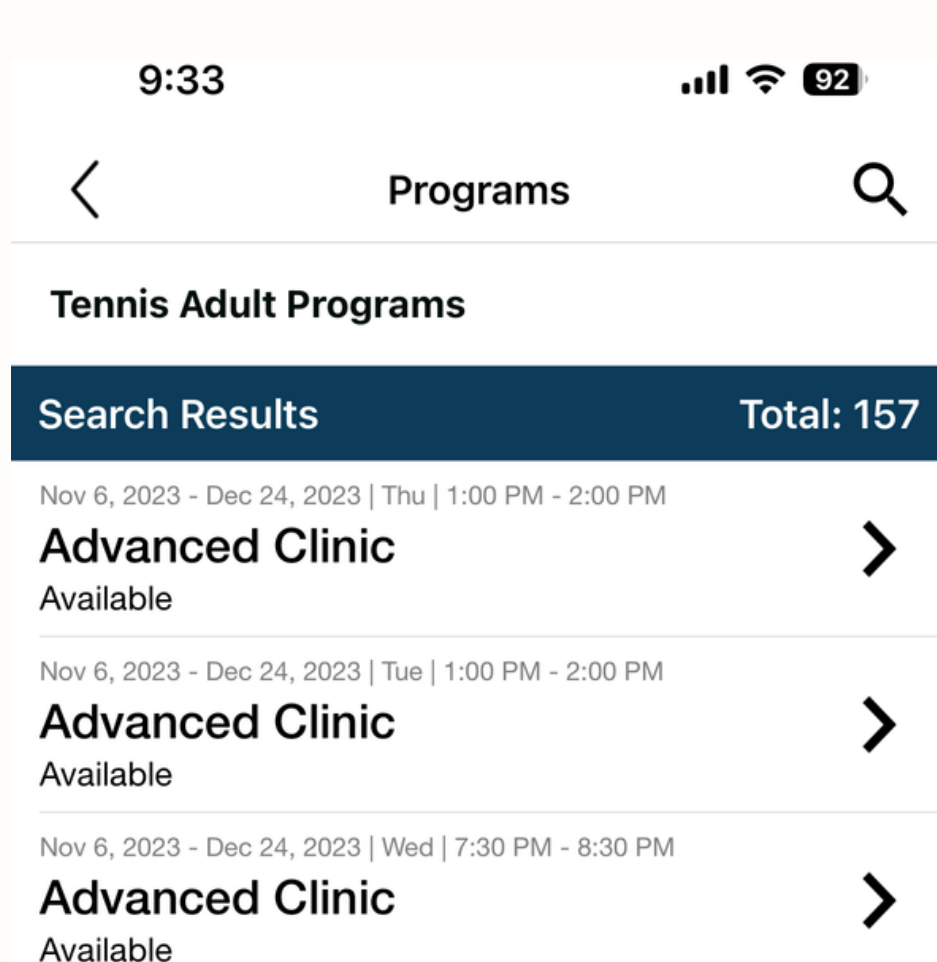 9:33 92
Programs
Tennis Adult Programs
Search Results Total: 157
Nov 6, 2023 - Dec 24, 2023 | Thu | 1:00 PM - 2:00 PM
Advanced Clinic
Available
Nov 6, 2023 - Dec 24, 2023 | Tue | 1:00 PM - 2:00 PM
Advanced Clinic
Available
Nov 6, 2023 - Dec 24, 2023 | Wed | 7:30 PM - 8:30 PM
Advanced Clinic
Available